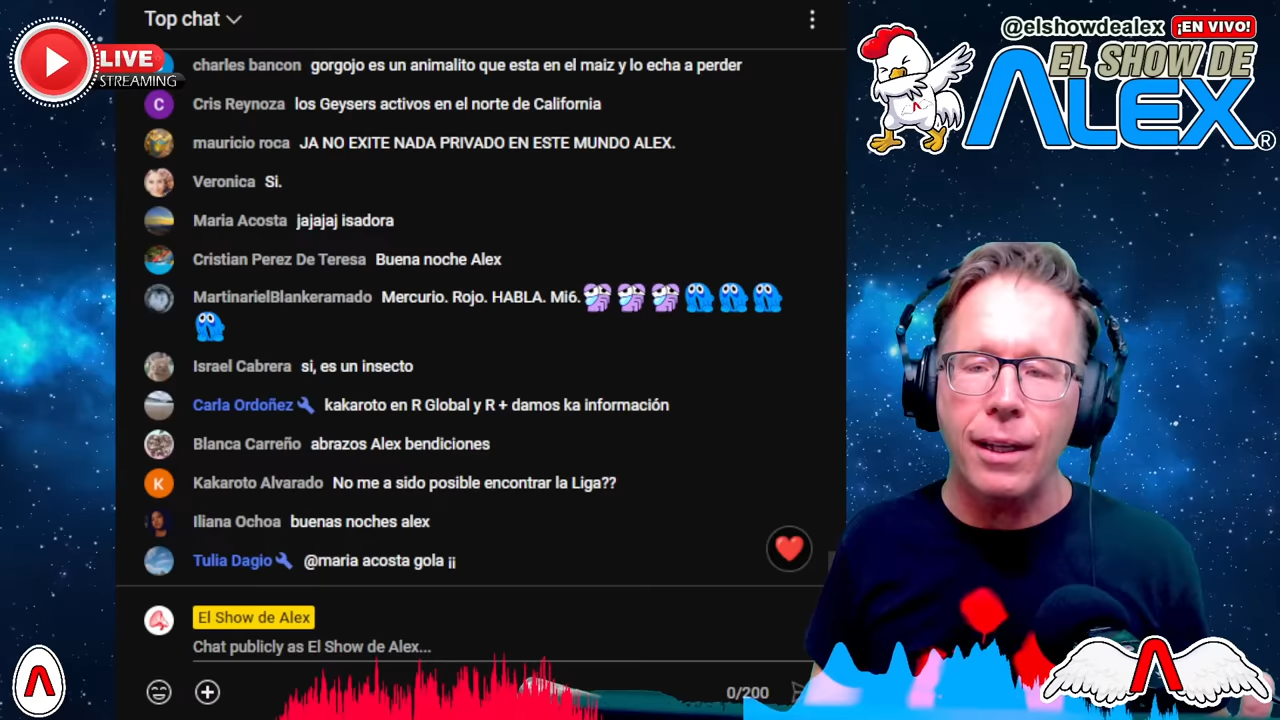 Top chat
LIVE
STREAMING
@elshowdealex ¡EN VIVO!
EL SHOW DE
ALEX®
charles bancon gorgojo es un animalito que esta en el maiz y lo echa a perder
C Cris Reynoza los Geysers activos en el norte de California
mauricio roca JA NO EXITE NADA PRIVADO EN ESTE MUNDO ALEX.
Veronica Si.
Maria Acosta jajajaj isadora
Cristian Perez De Teresa Buena noche Alex
MartinarielBlankeramado Mercurio. Rojo. HABLA. Mi6.
Israel Cabrera si, es un insecto
Carla Ordoñez kakaroto en R Global y R + damos ka información
Blanca Carreño abrazos Alex bendiciones
K Kakaroto Alvarado No me a sido posible encontrar la Liga??
Iliana Ochoa buenas noches alex
Tulia Dagio @maria acosta gola ¡¡
El Show de Alex
Chat publicly as El Show de Alex...
0/200